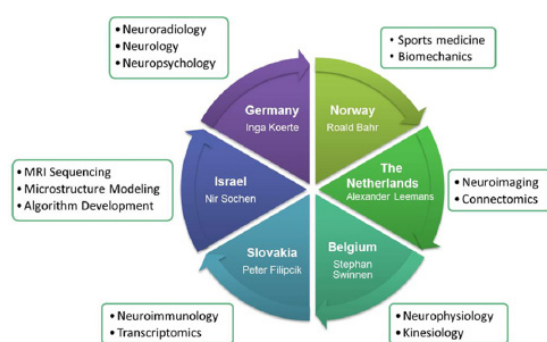 • Neuroradiology
• Neurology
• Neuropsychology
• Sports medicine
• Biomechanics
Germany
Inga Koerte
Norway
Roald Bahr
• MRI Sequencing
• Microstructure Modeling
• Algorithm Development
Israel
Nir Sochen
The
Netherlands
Alexander Leemans
• Neuroimaging
• Connectomics
Slovakia
Peter Filipcik
Belgium
Stephan
Swinnen
• Neuroimmunology
• Transcriptomics
• Neurophysiology
• Kinesiology